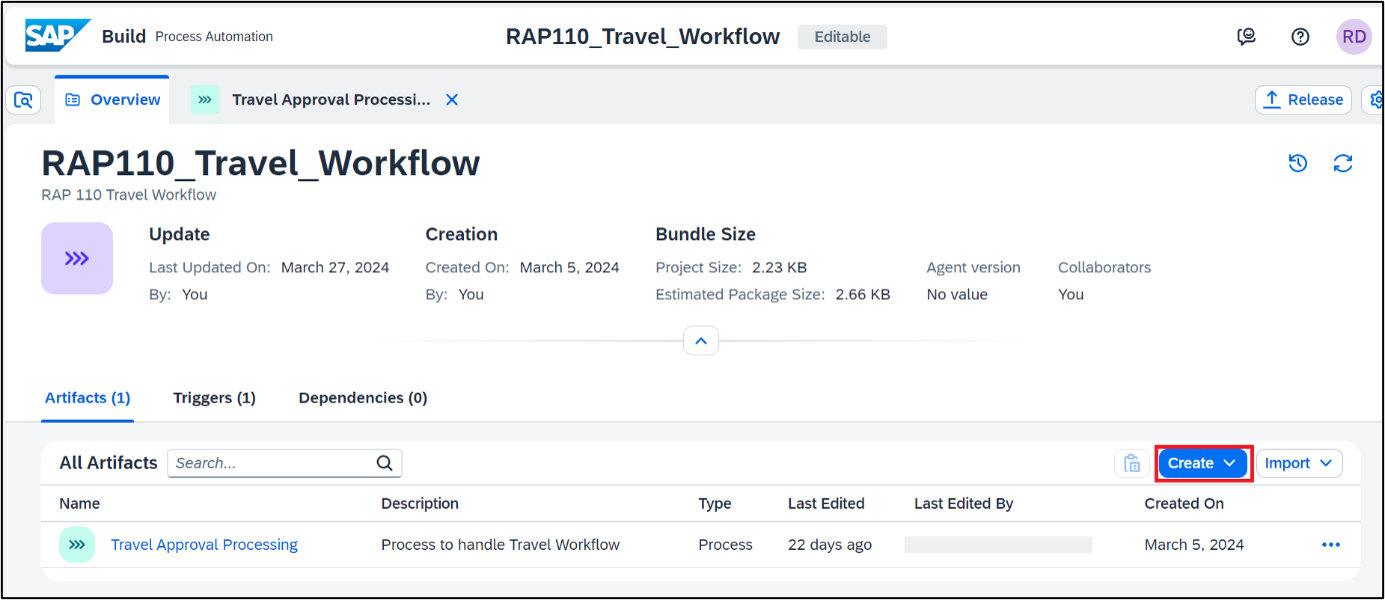 SAP Build Process Automation RAP110_Travel_Workflow Editable RD
Overview Travel Approval Processi... Release
RAP110_Travel_Workflow
RAP 110 Travel Workflow
Update Creation Bundle Size
Last Updated On: March 27, 2024 Created On: March 5, 2024 Project Size: 2.23 KB Agent version Collaborators
By: You By: You Estimated Package Size: 2.66 KB No value You
Artifacts (1) Triggers (1) Dependencies (0)
All Artifacts Search... Create Import
Name Description Type Last Edited Last Edited By Created On
Travel Approval Processing Process to handle Travel Workflow Process 22 days ago March 5, 2024